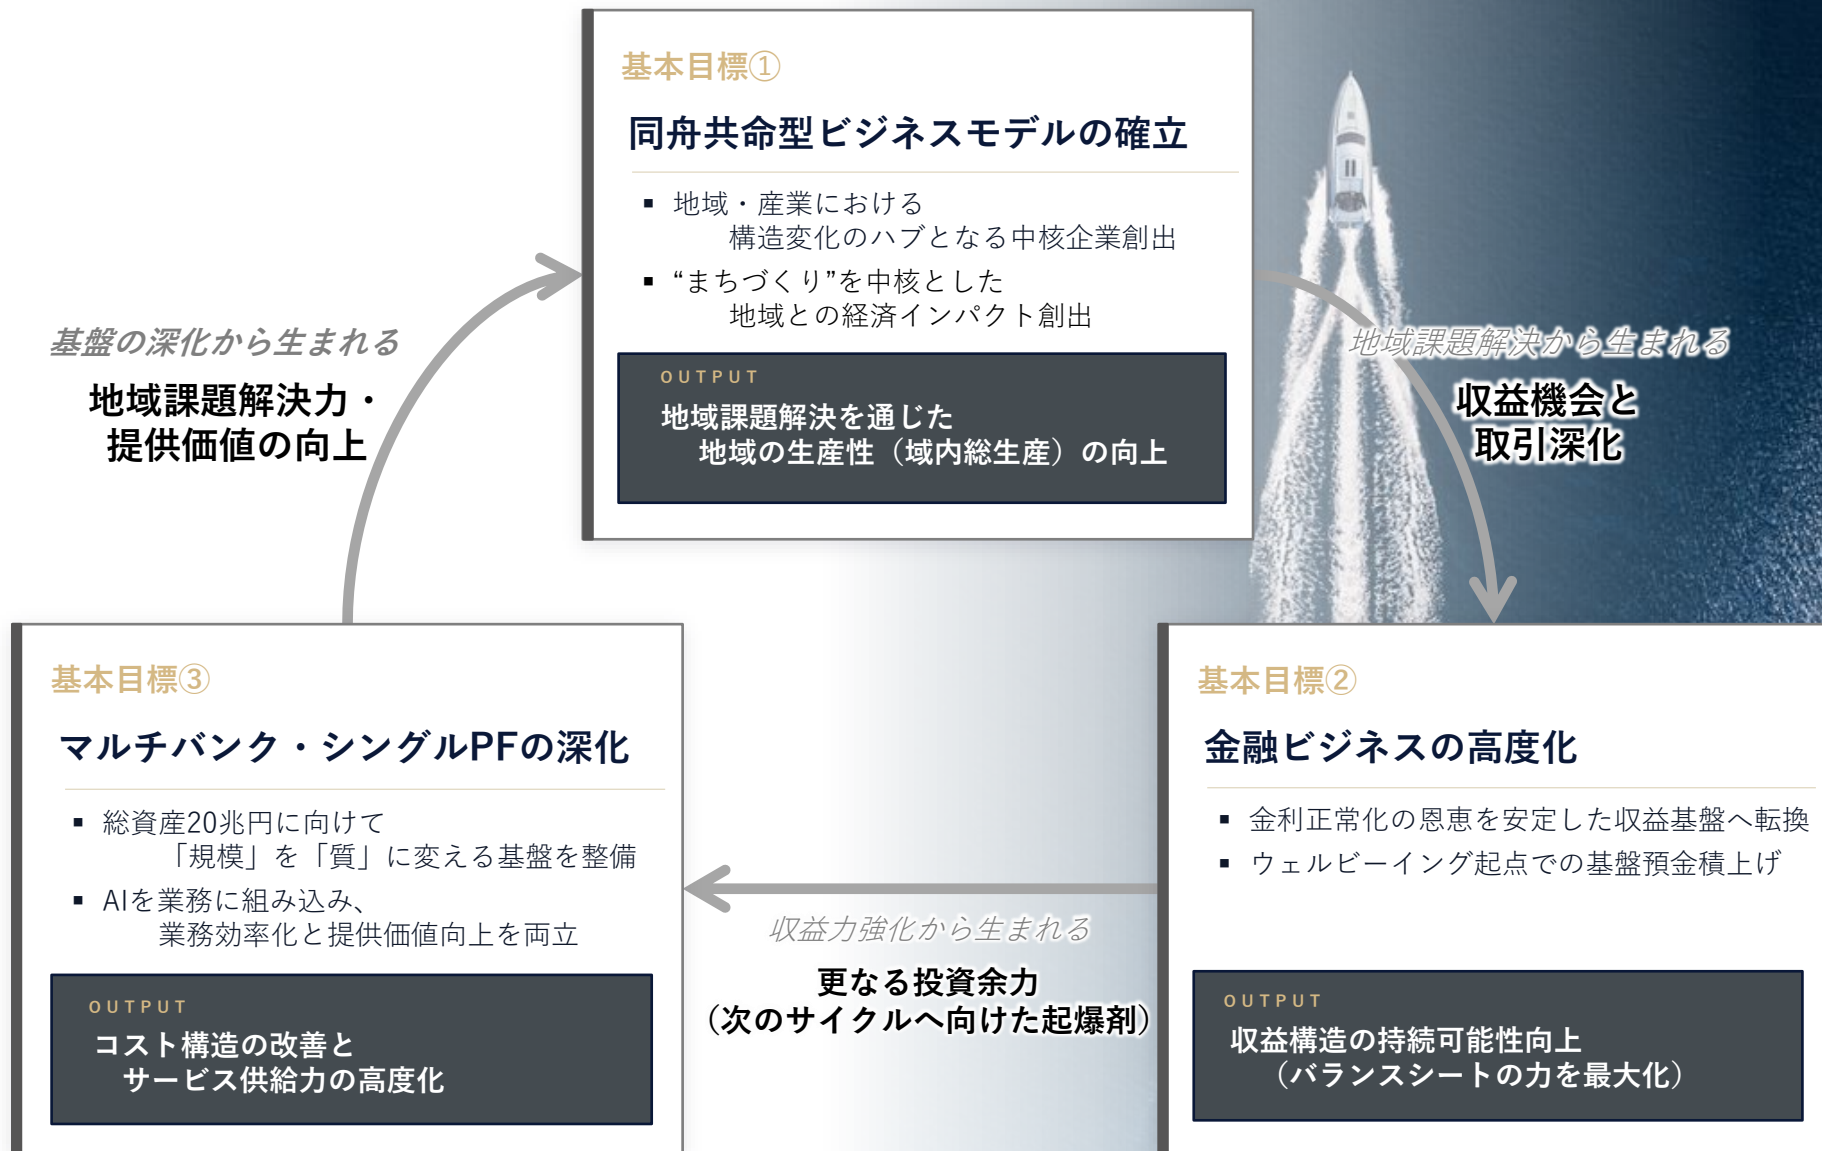 基本目標①
同舟共命型ビジネスモデルの確立
▪ 地域・産業における
構造変化のハブとなる中核企業創出
▪ “まちづくり”を中核とした
地域との経済インパクト創出
OUTPUT
地域課題解決を通じた
地域の生産性（域内総生産）の向上
地域課題解決から生まれる
収益機会と
取引深化
基本目標②
金融ビジネスの高度化
▪ 金利正常化の恩恵を安定した収益基盤へ転換
▪ ウェルビーイング起点での基盤預金積上げ
OUTPUT
収益構造の持続可能性向上
（バランスシートの力を最大化）
収益力強化から生まれる
更なる投資余力
（次のサイクルへ向けた起爆剤）
基本目標③
マルチバンク・シングルPFの深化
▪ 総資産20兆円に向けて
「規模」を「質」に変える基盤を整備
▪ AIを業務に組み込み、
業務効率化と提供価値向上を両立
OUTPUT
コスト構造の改善と
サービス供給力の高度化
基盤の深化から生まれる
地域課題解決力・
提供価値の向上